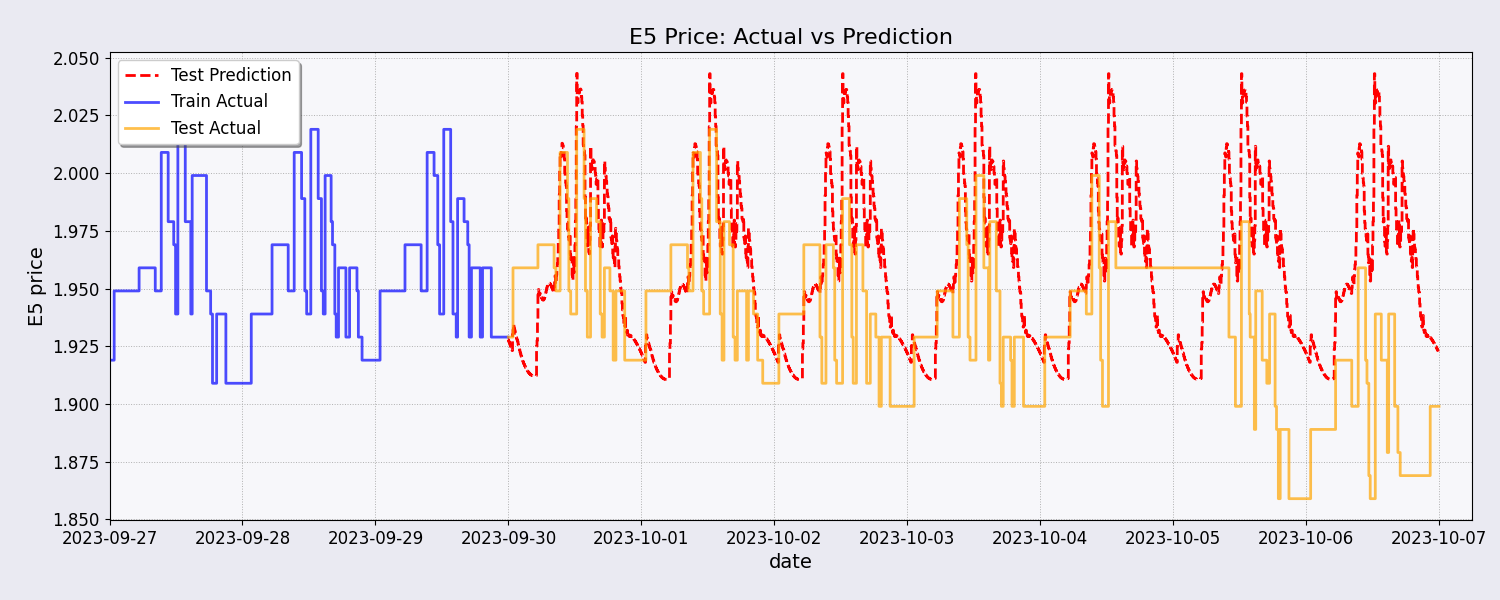 E5 Price: Actual vs Prediction
Test Prediction
Train Actual
Test Actual
E5 price
2.050
2.025
2.000
1.975
1.950
1.925
1.900
1.875
1.850
2023-09-27 2023-09-28 2023-09-29 2023-09-30 2023-10-01 2023-10-02 2023-10-03 2023-10-04 2023-10-05 2023-10-06 2023-10-07
date